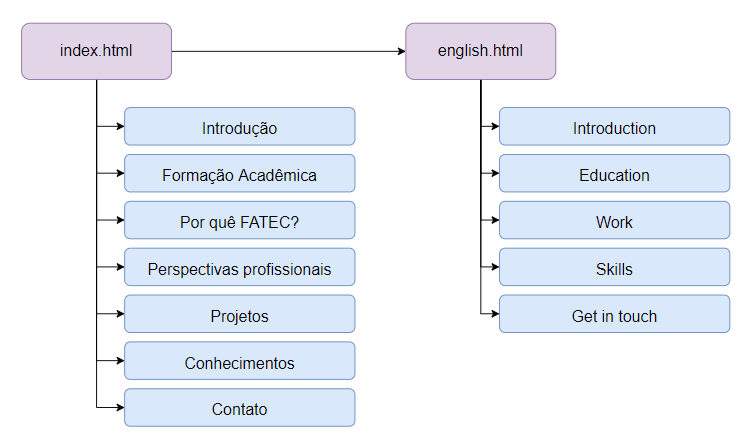 index.html
english.html
Introdução
Formação Acadêmica
Por quê FATEC?
Perspectivas profissionais
Projetos
Conhecimentos
Contato
Introduction
Education
Work
Skills
Get in touch